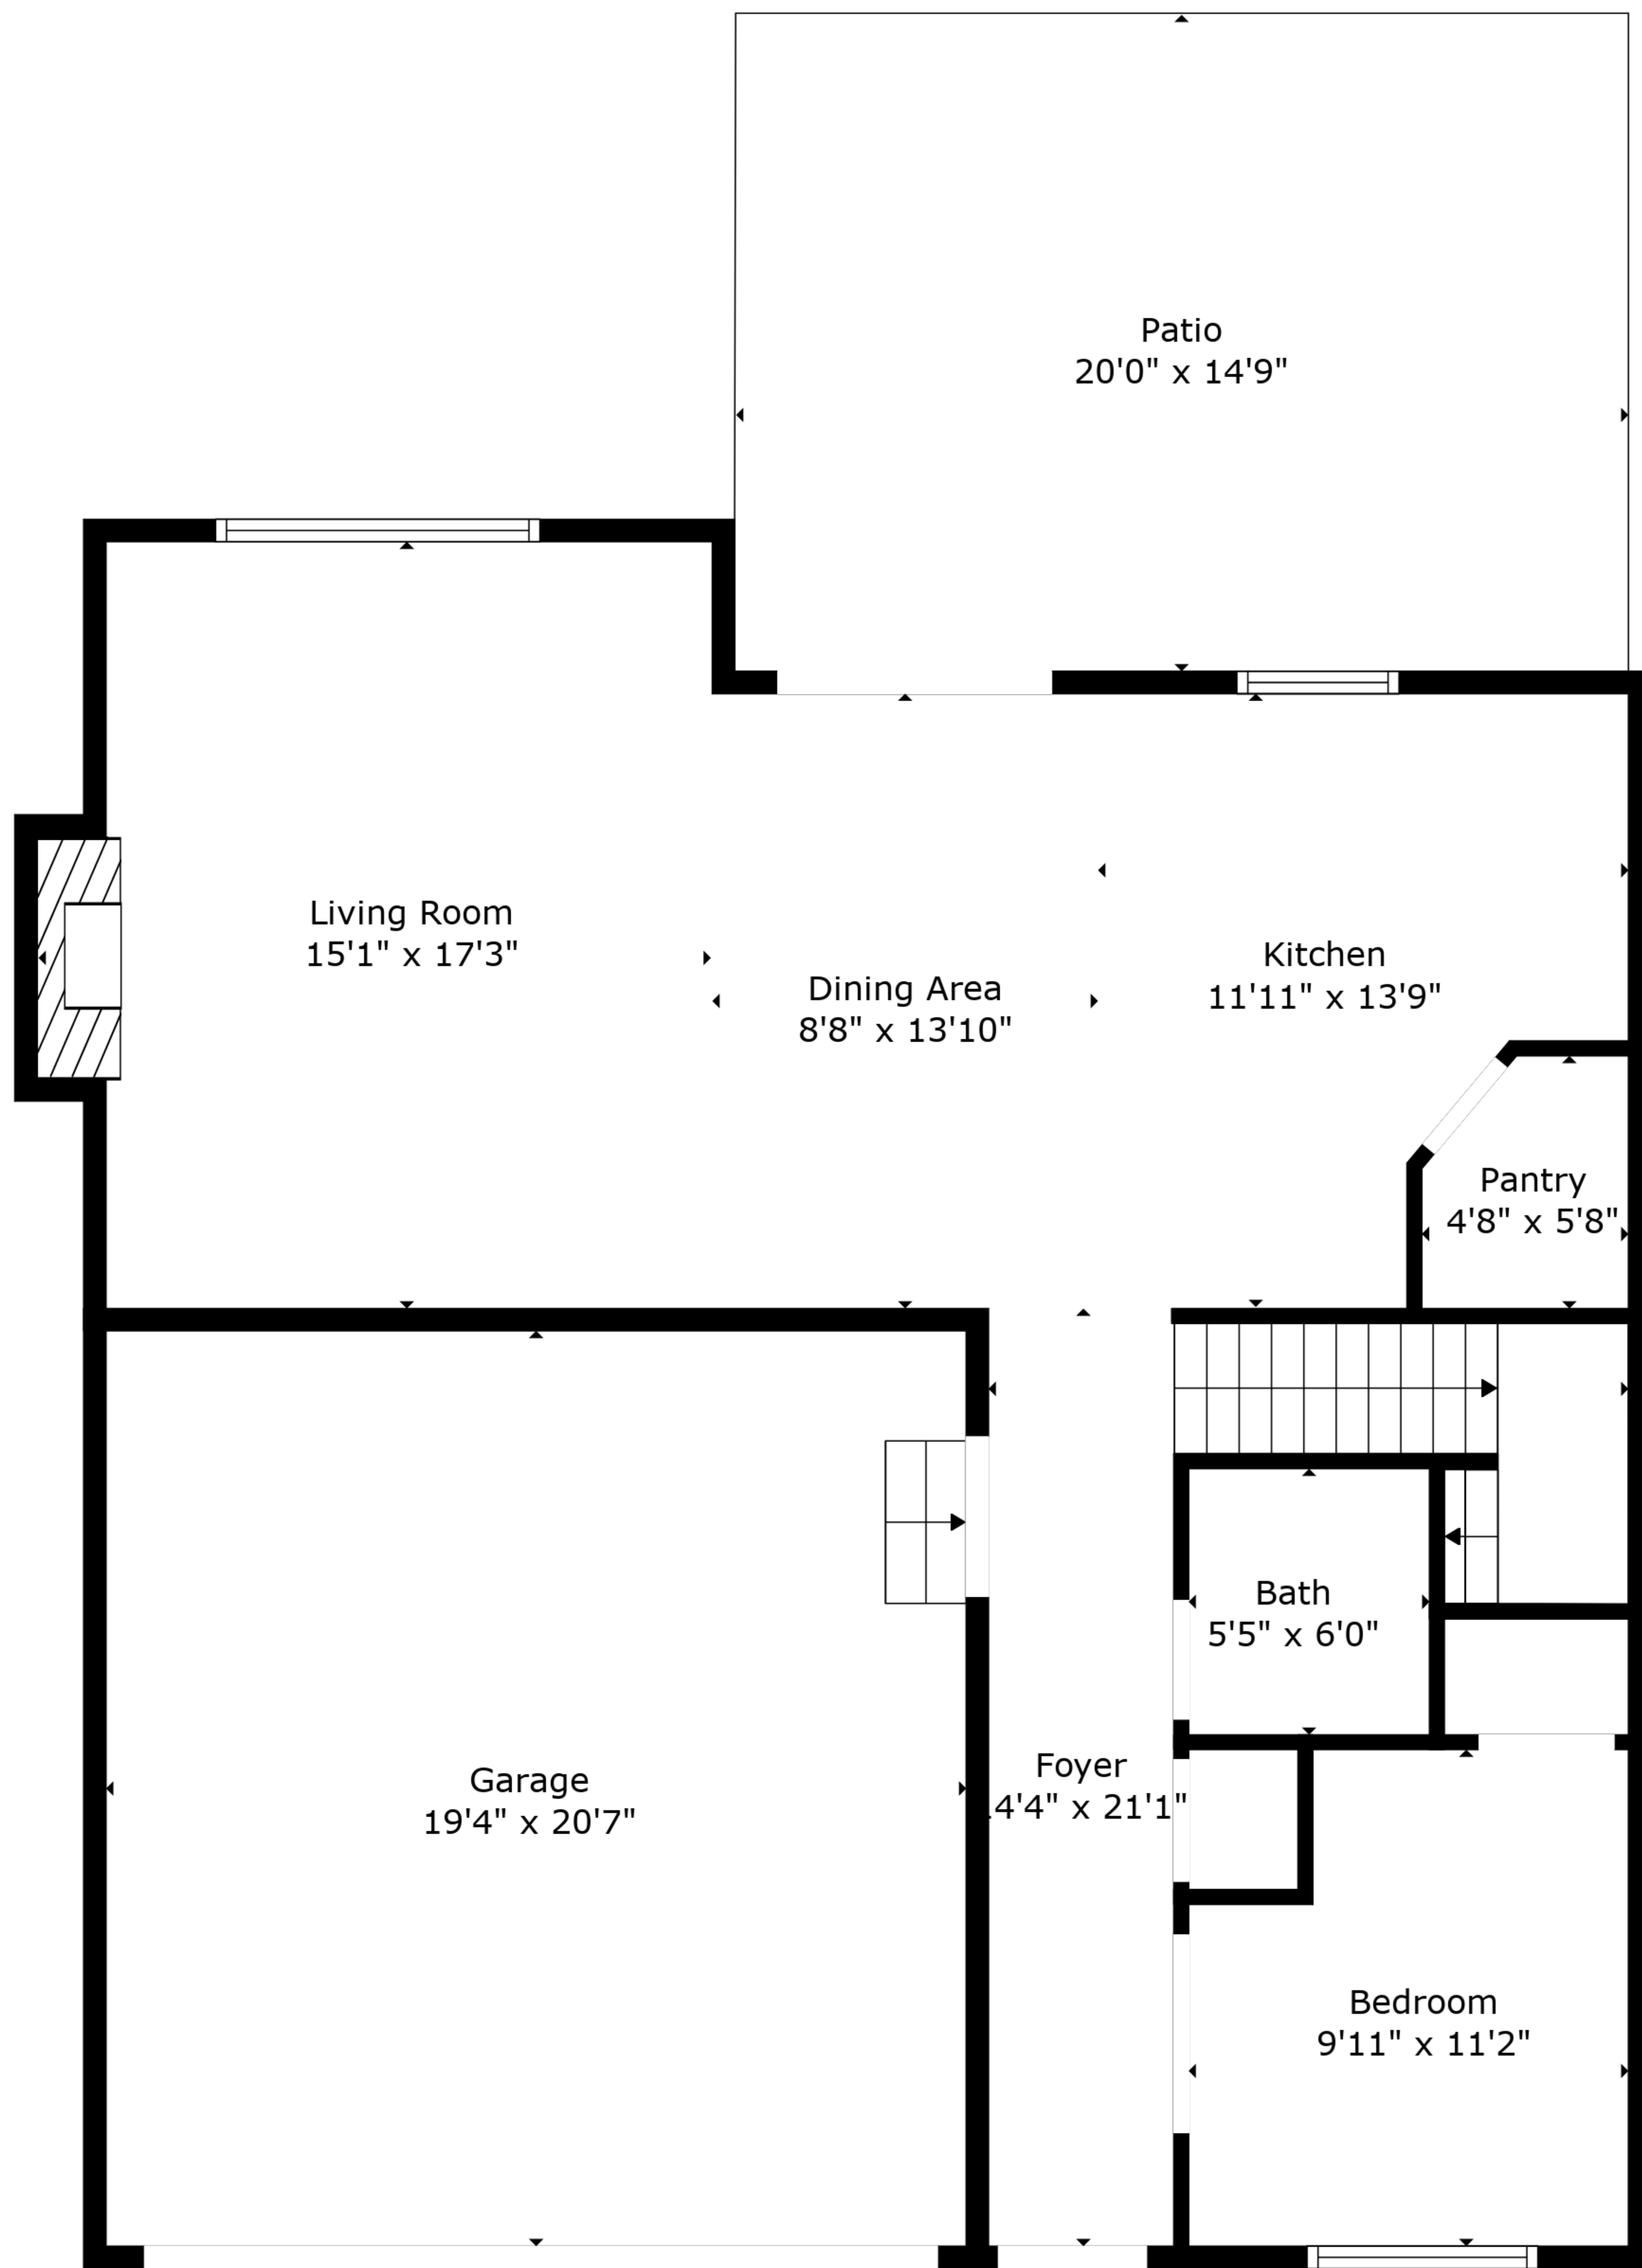 Patio
20'0" x 14'9"
Living Room
15'1" x 17'3"
Dining Area
8'8" x 13'10"
Kitchen
11'11" x 13'9"
Pantry
4'8" x 5'8"
Bath
5'5" x 6'0"
Foyer
14'4" x 21'1"
Garage
19'4" x 20'7"
Bedroom
9'11" x 11'2"